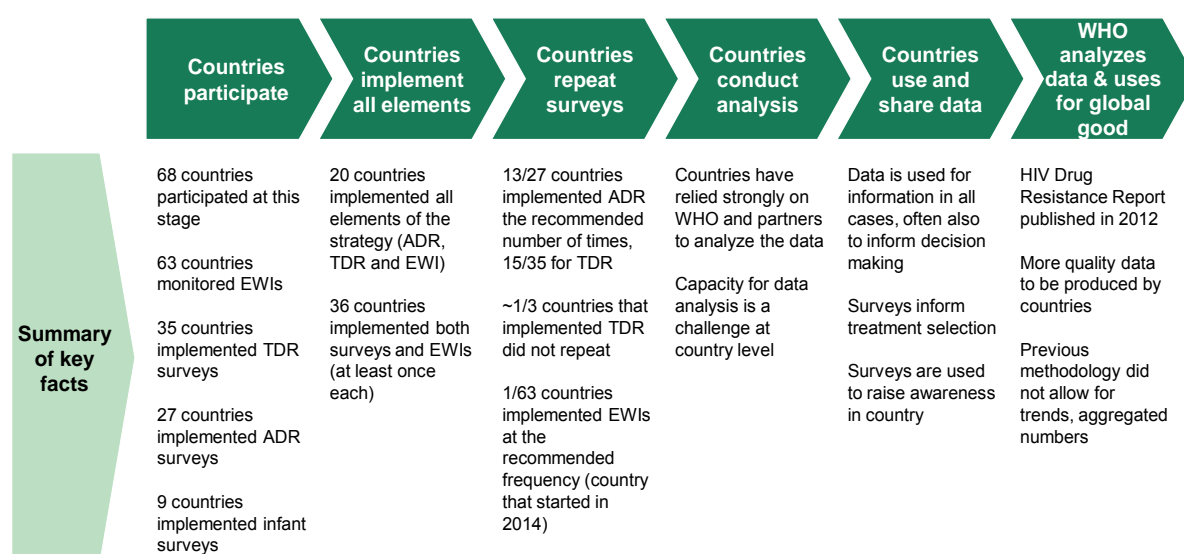 Countries
participate
Countries
implement
all elements
Countries
repeat
surveys
Countries
conduct
analysis
Countries
use and
share data
WHO
analyzes
data & uses
for global
good
Summary
of key
facts
68 countries
participated at this
stage
63 countries
monitored EWIs
35 countries
implemented TDR
surveys
27 countries
implemented ADR
surveys
9 countries
implemented infant
surveys
20 countries
implemented all
elements of the
strategy (ADR,
TDR and EWI)
36 countries
implemented both
surveys and EWIs
(at least once
each)
13/27 countries
implemented ADR
the recommended
number of times,
15/35 for TDR
~1/3 countries that
implemented TDR
did not repeat
1/63 countries
implemented EWIs
at the
recommended
frequency (country
that started in
2014)
Countries have
relied strongly on
WHO and partners
to analyze the data
Capacity for data
analysis is a
challenge at
country level
Data is used for
information in all
cases, often also
to inform decision
making
Surveys inform
treatment selection
Surveys are used
to raise awareness
in country
HIV Drug
Resistance Report
published in 2012
More quality data
to be produced by
countries
Previous
methodology did
not allow for
trends, aggregated
numbers